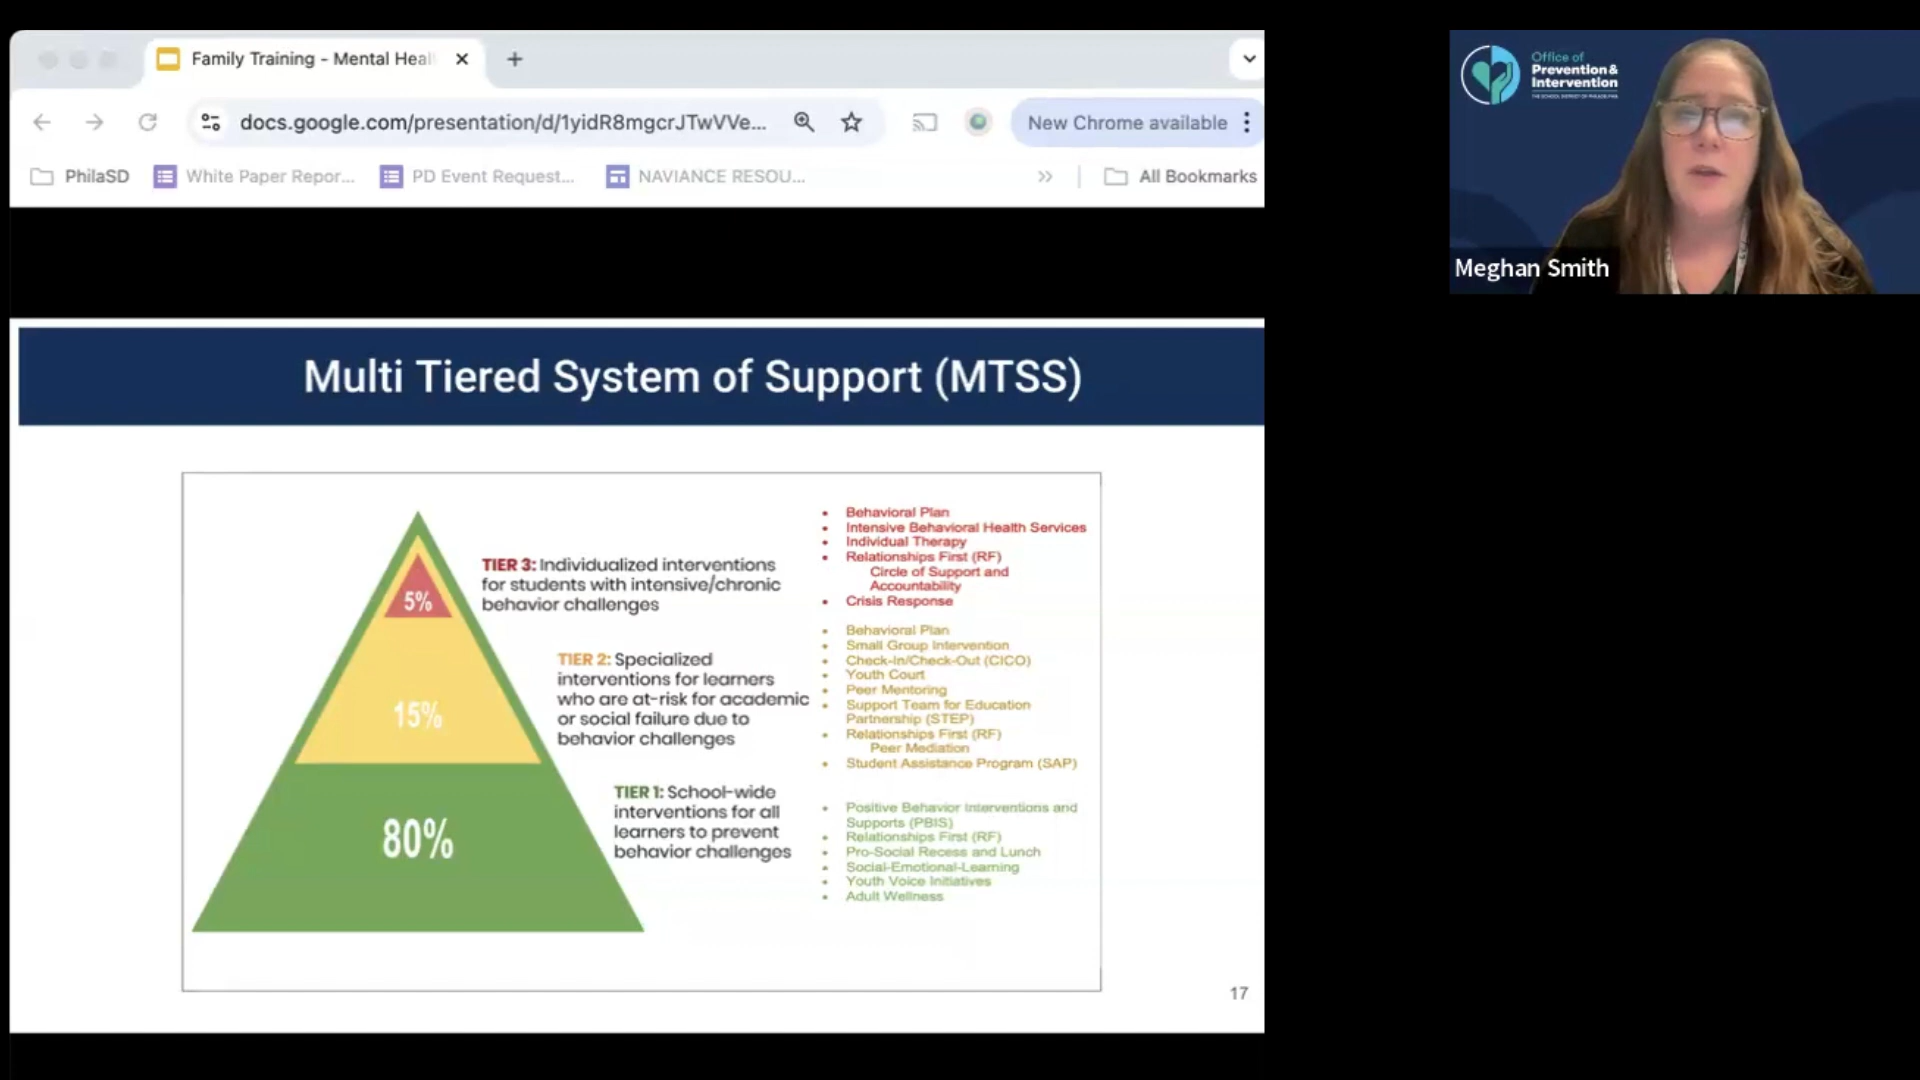 Family Training - Mental Heal
docs.google.com/presentation/d/1yidR8mgcrJTwVVe...
New Chrome available
PhilaSD
White Paper Repor...
PD Event Request...
NAVIANCE RESOU...
All Bookmarks
Office of
Prevention &
Intervention
THE SCHOOL DISTRICT OF PHILADELPHIA
Meghan Smith
Multi Tiered System of Support (MTSS)
5%
15%
80%
TIER 3: Individualized interventions
for students with intensive/chronic
behavior challenges
TIER 2: Specialized
interventions for learners
who are at-risk for academic
or social failure due to
behavior challenges
TIER 1: School-wide
interventions for all
learners to prevent
behavior challenges
• Behavioral Plan
• Intensive Behavioral Health Services
• Individual Therapy
• Relationships First (RF)
Circle of Support and
Accountability
• Crisis Response
• Behavioral Plan
• Small Group Intervention
• Check-In/Check-Out (CICO)
• Youth Court
• Peer Mentoring
• Support Team for Education
Partnership (STEP)
• Relationships First (RF)
Peer Mediation
• Student Assistance Program (SAP)
• Positive Behavior Interventions and
Supports (PBIS)
• Relationships First (RF)
• Pro-Social Recess and Lunch
• Social-Emotional-Learning
• Youth Voice Initiatives
• Adult Wellness
17